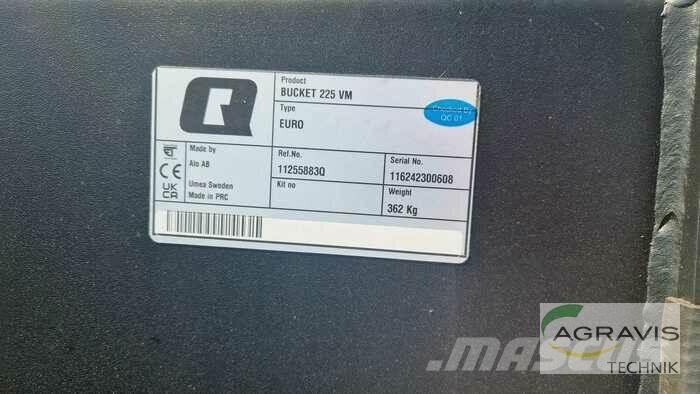 Product
BUCKET 225 VM
Type
EURO
Checked By
QC 01
Made by
Alo AB
Umea Sweden
Made in PRC
CE
UK
CA
Ref.No.
11255883Q
Serial No.
116242300608
Kit no
Weight
362 Kg
AGRAVIS
TECHNIK
mascus